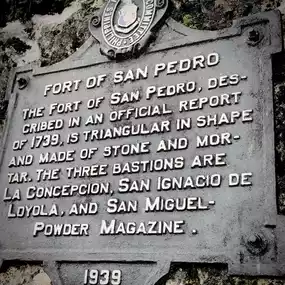 FORT OF SAN PEDRO
THE FORT OF SAN PEDRO, DES-
CRIBED IN AN OFFICIAL REPORT
OF 1739, IS TRIANGULAR IN SHAPE
AND MADE OF STONE AND MOR-
TAR. THE THREE BASTIONS ARE
LA CONCEPCION, SAN IGNACIO DE
LOYOLA, AND SAN MIGUEL-
POWDER MAGAZINE.
1939